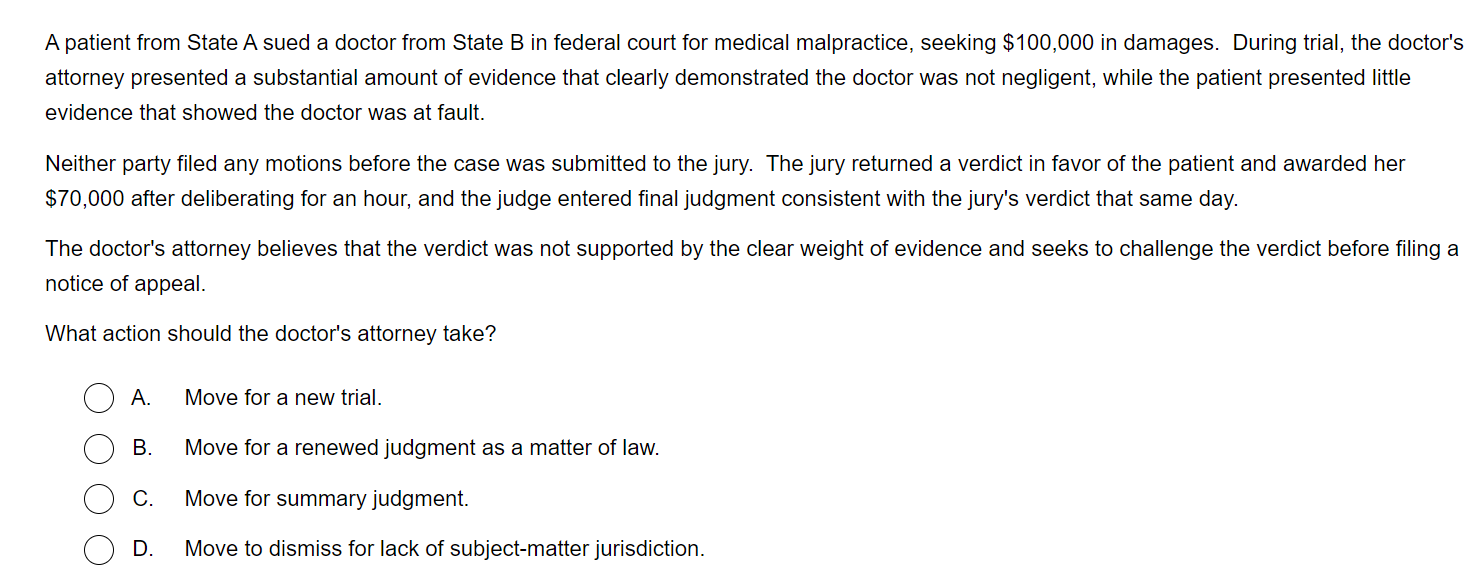 A patient from State A sued a doctor from State B in federal court for medical malpractice, seeking $100,000 in damages.  During trial, the doctor's
attorney presented a substantial amount of evidence that clearly demonstrated the doctor was not negligent, while the patient presented little
evidence that showed the doctor was at fault.
Neither party filed any motions before the case was submitted to the jury.  The jury returned a verdict in favor of the patient and awarded her
$70,000 after deliberating for an hour, and the judge entered final judgment consistent with the jury's verdict that same day.
The doctor's attorney believes that the verdict was not supported by the clear weight of evidence and seeks to challenge the verdict before filing a
notice of appeal.
What action should the doctor's attorney take?
A. Move for a new trial.
B. Move for a renewed judgment as a matter of law.
C. Move for summary judgment.
D. Move to dismiss for lack of subject-matter jurisdiction.